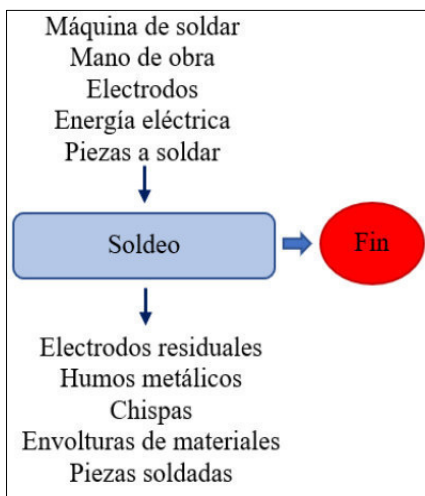 Máquina de soldar
Mano de obra
Electrodos
Energía eléctrica
Piezas a soldar
Soldeo
Fin
Electrodos residuales
Humos metálicos
Chispas
Envolturas de materiales
Piezas soldadas